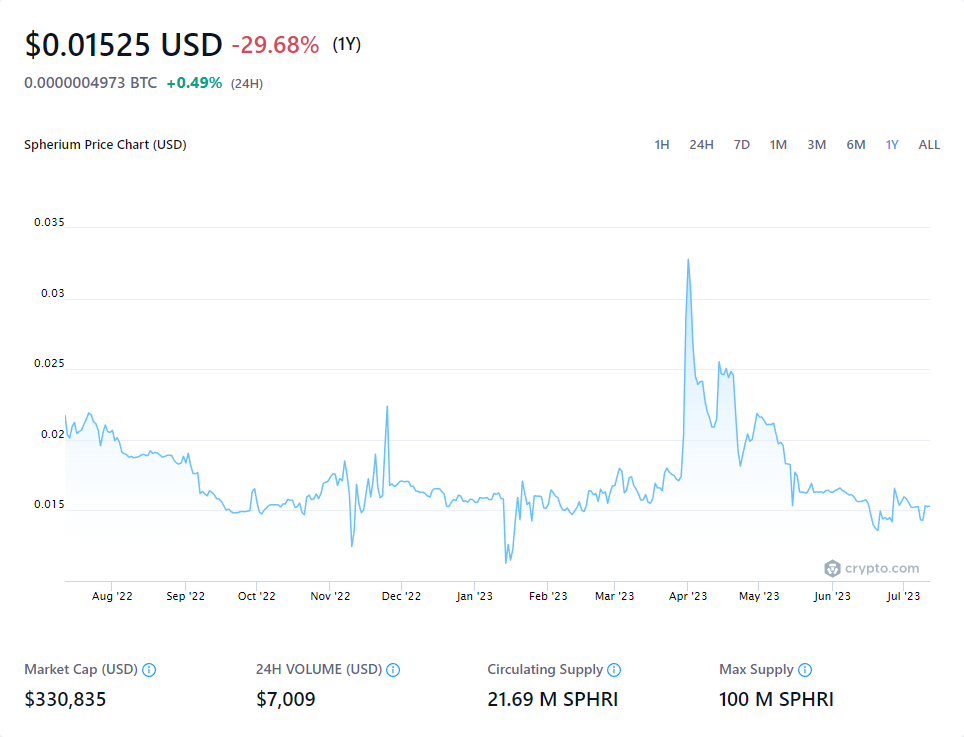 $0.01525 USD -29.68% (1Y)
0.0000004973 BTC +0.49% (24H)
Spherium Price Chart (USD) 1H 24H 7D 1M 3M 6M 1Y ALL
0.035
0.03
0.025
0.02
0.015
crypto.com
Aug '22 Sep '22 Oct '22 Nov '22 Dec '22 Jan '23 Feb '23 Mar '23 Apr '23 May '23 Jun '23 Jul '23
Market Cap (USD) 24H VOLUME (USD) Circulating Supply Max Supply
$330,835 $7,009 21.69 M SPHRI 100 M SPHRI